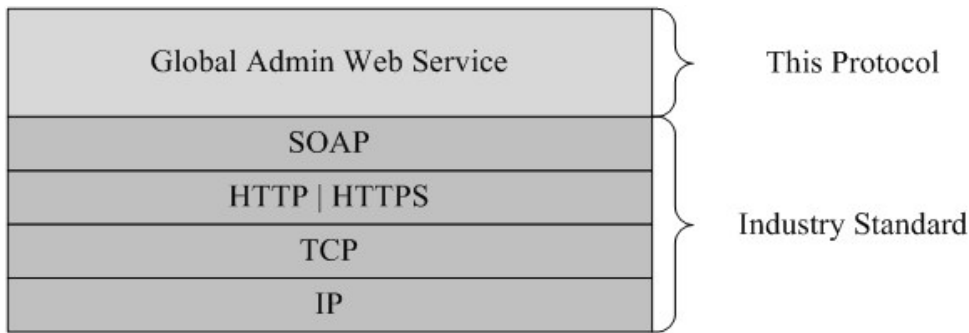 Global Admin Web Service
This Protocol
SOAP
HTTP | HTTPS
TCP
IP
Industry Standard